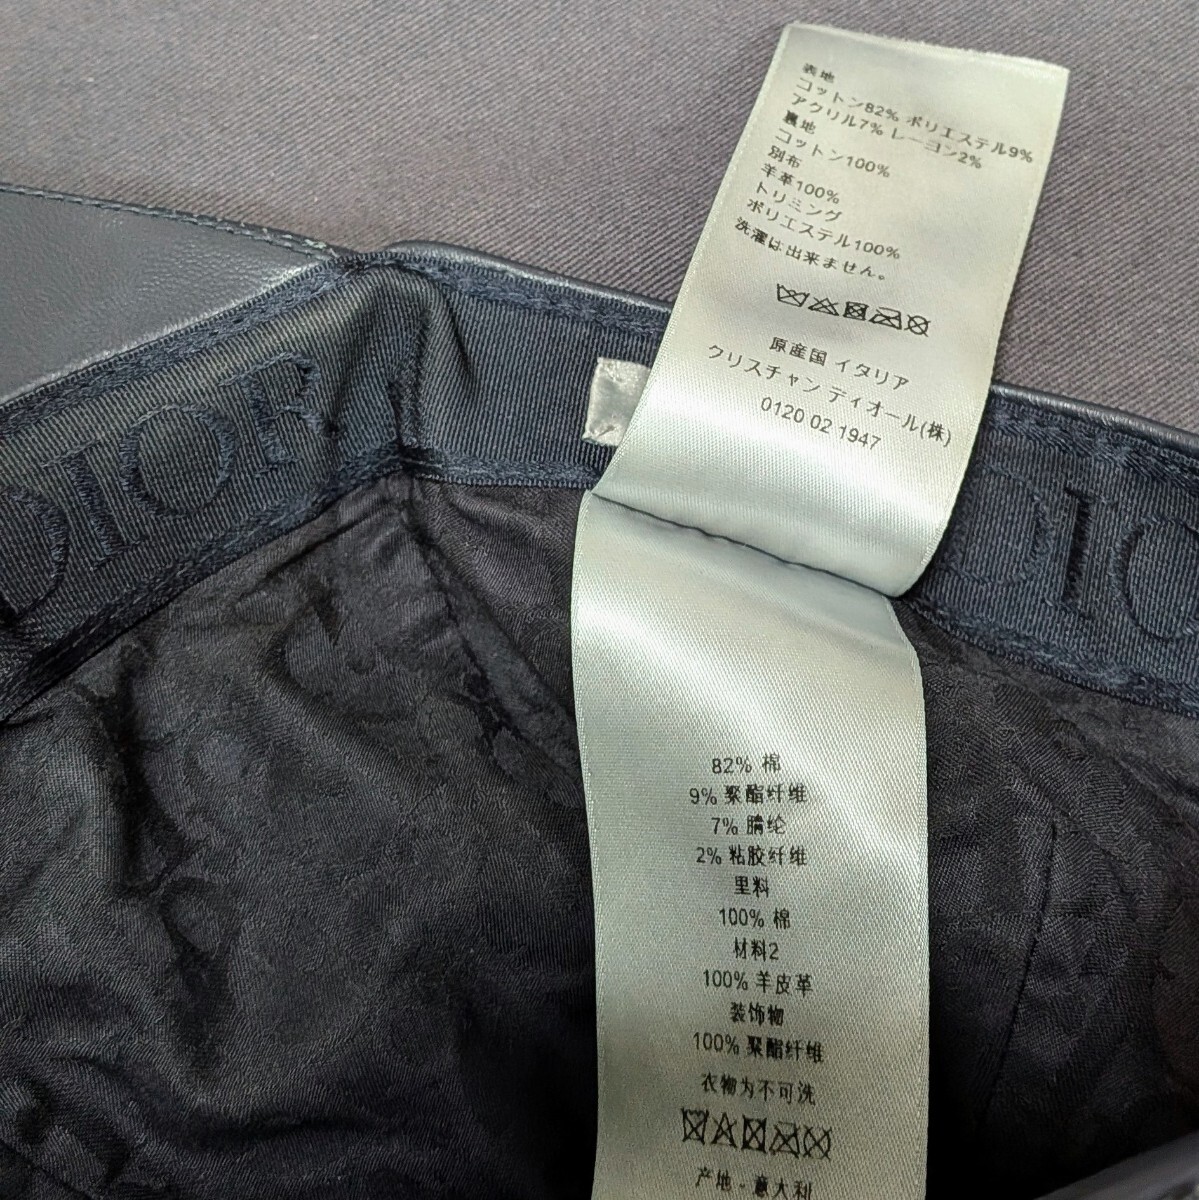 表地
コットン82% ポリエステル9%
アクリル7% レーヨン2%
裏地
コットン100%
別布
羊革100%
トリミング
ポリエステル100%
洗濯は出来ません。
原産国 イタリア
クリスチャン ディオール(株)
0120 02 1947
DIOR
DIO
82% 棉
9% 聚酯纤维
7% 腈纶
2% 粘胶纤维
里料
100% 棉
材料2
100% 羊皮革
装饰物
100% 聚酯纤维
衣物为不可洗
产地 - 意大利